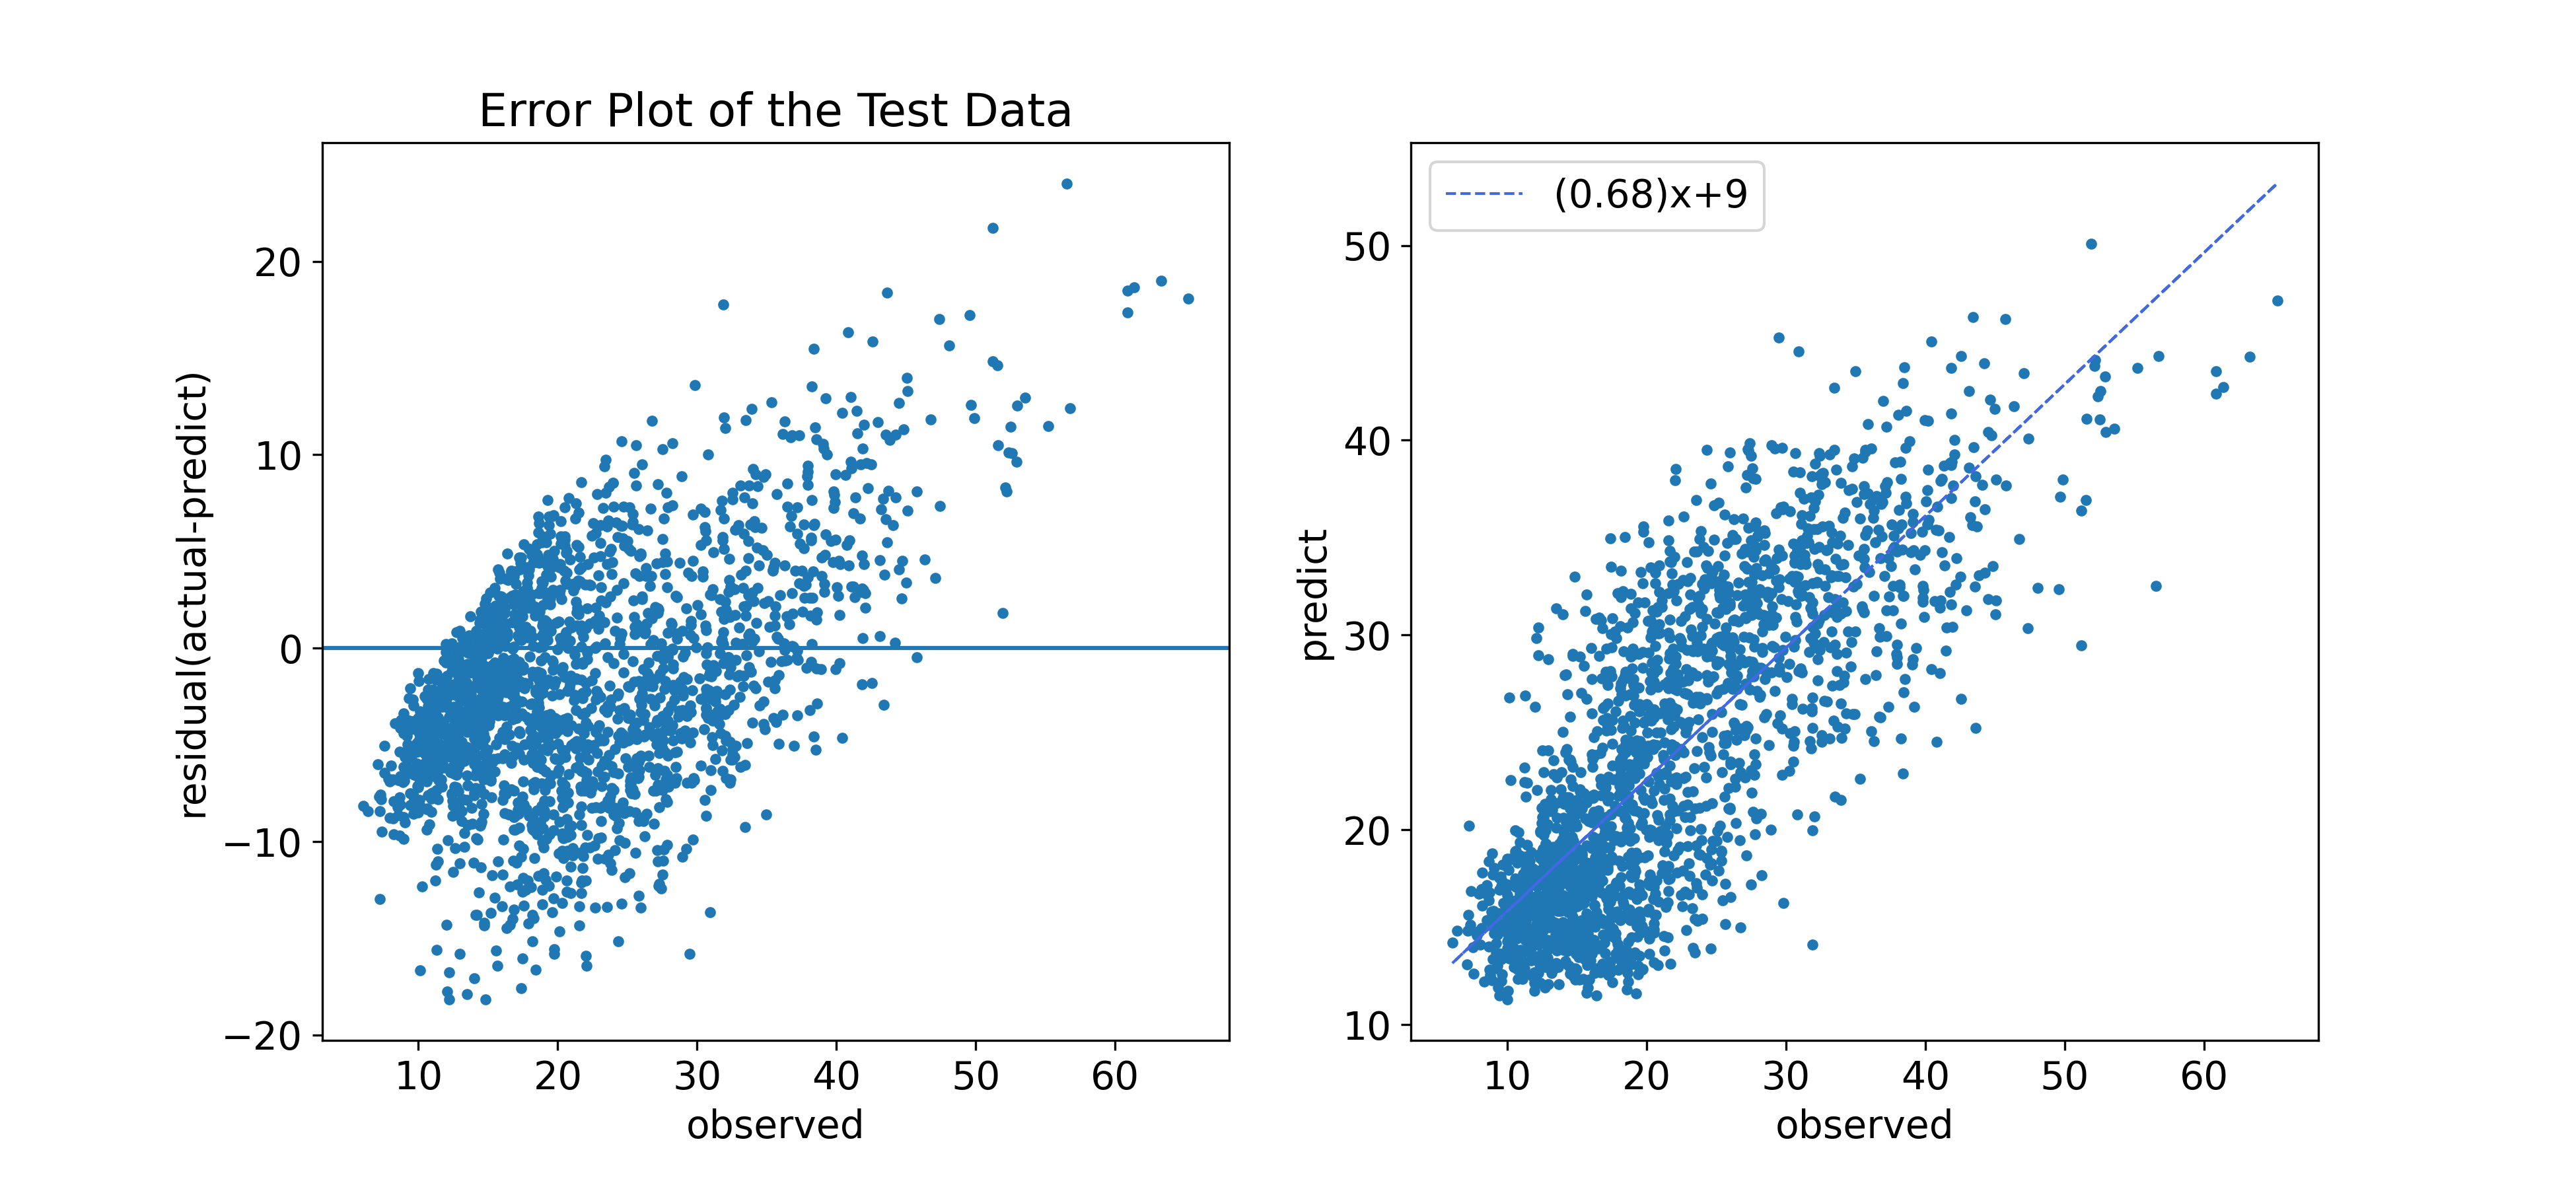 Error Plot of the Test Data
residual(actual-predict)
20
10
0
−10
−20
10 20 30 40 50 60
observed
(0.68)x+9
predict
50
40
30
20
10
10 20 30 40 50 60
observed